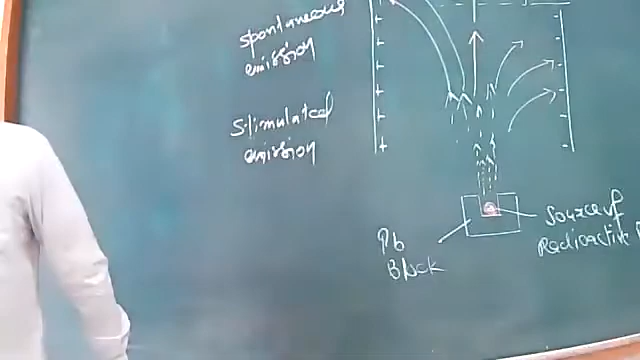 spontaneous
emission
Stimulated
emission
+
+
+
+
+
-
-
-
-
-
Pb
Block
Source of
Radioactive